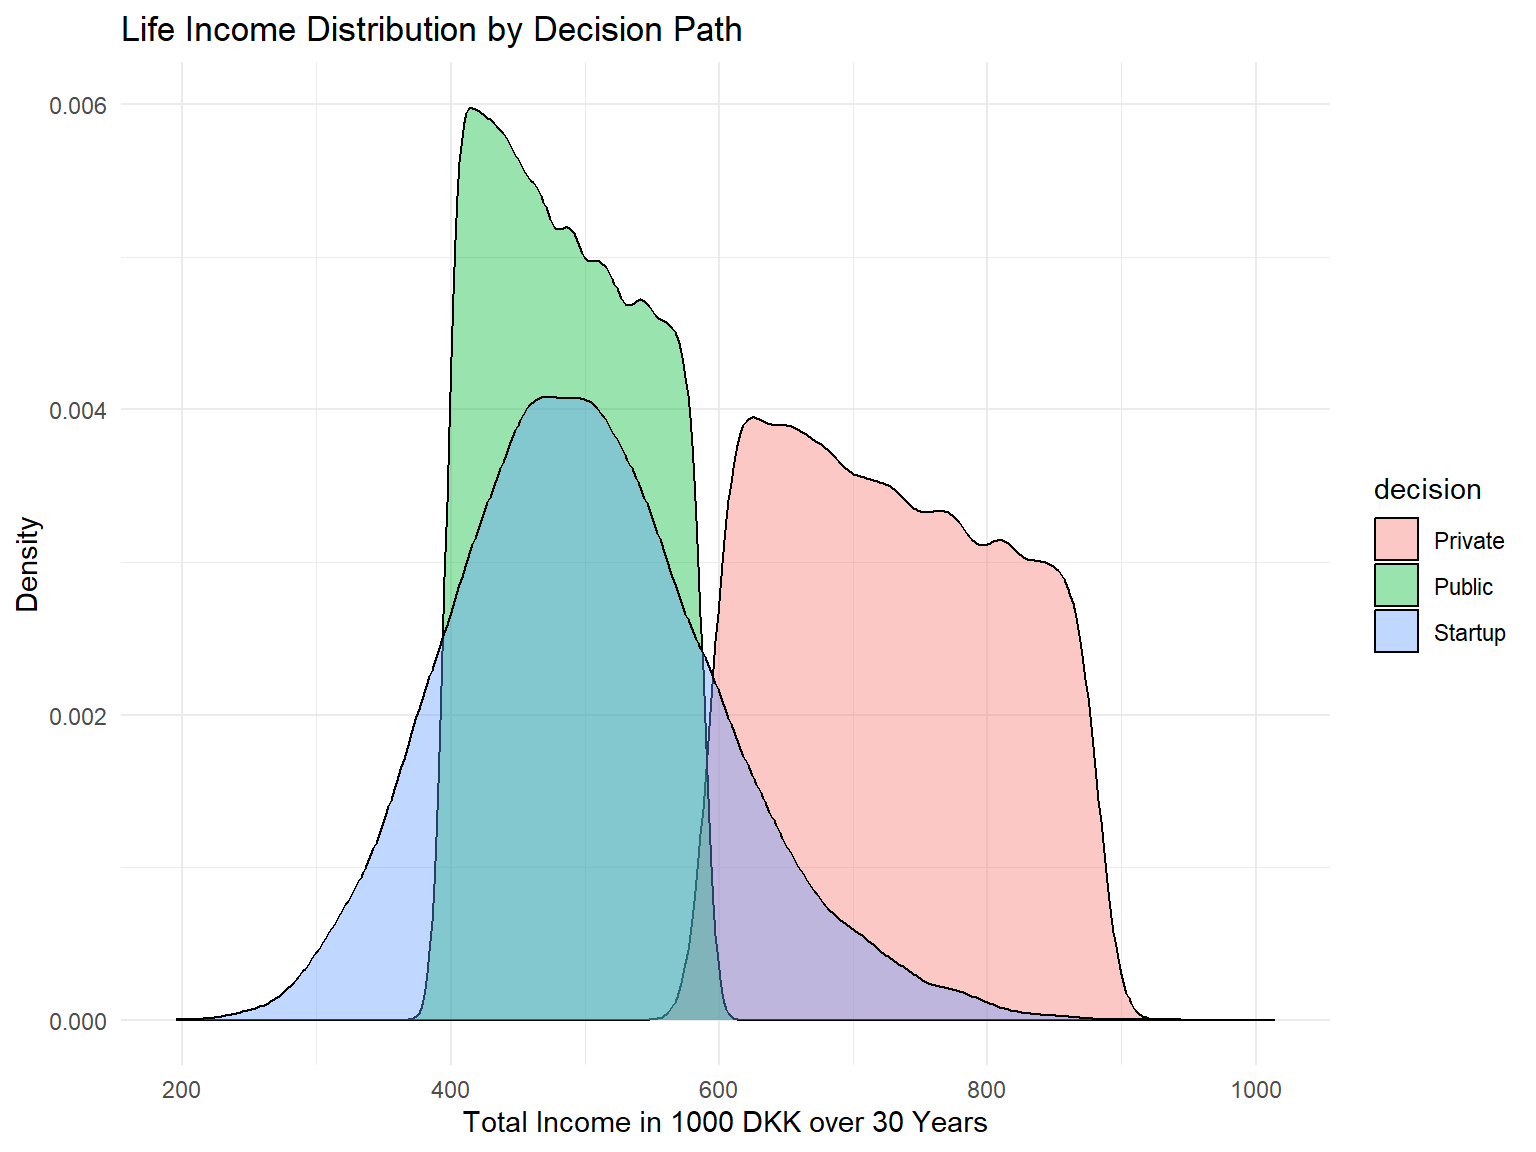 Life Income Distribution by Decision Path
0.006
0.004
0.002
0.000
Density
200 400 600 800 1000
Total Income in 1000 DKK over 30 Years
decision
Private
Public
Startup